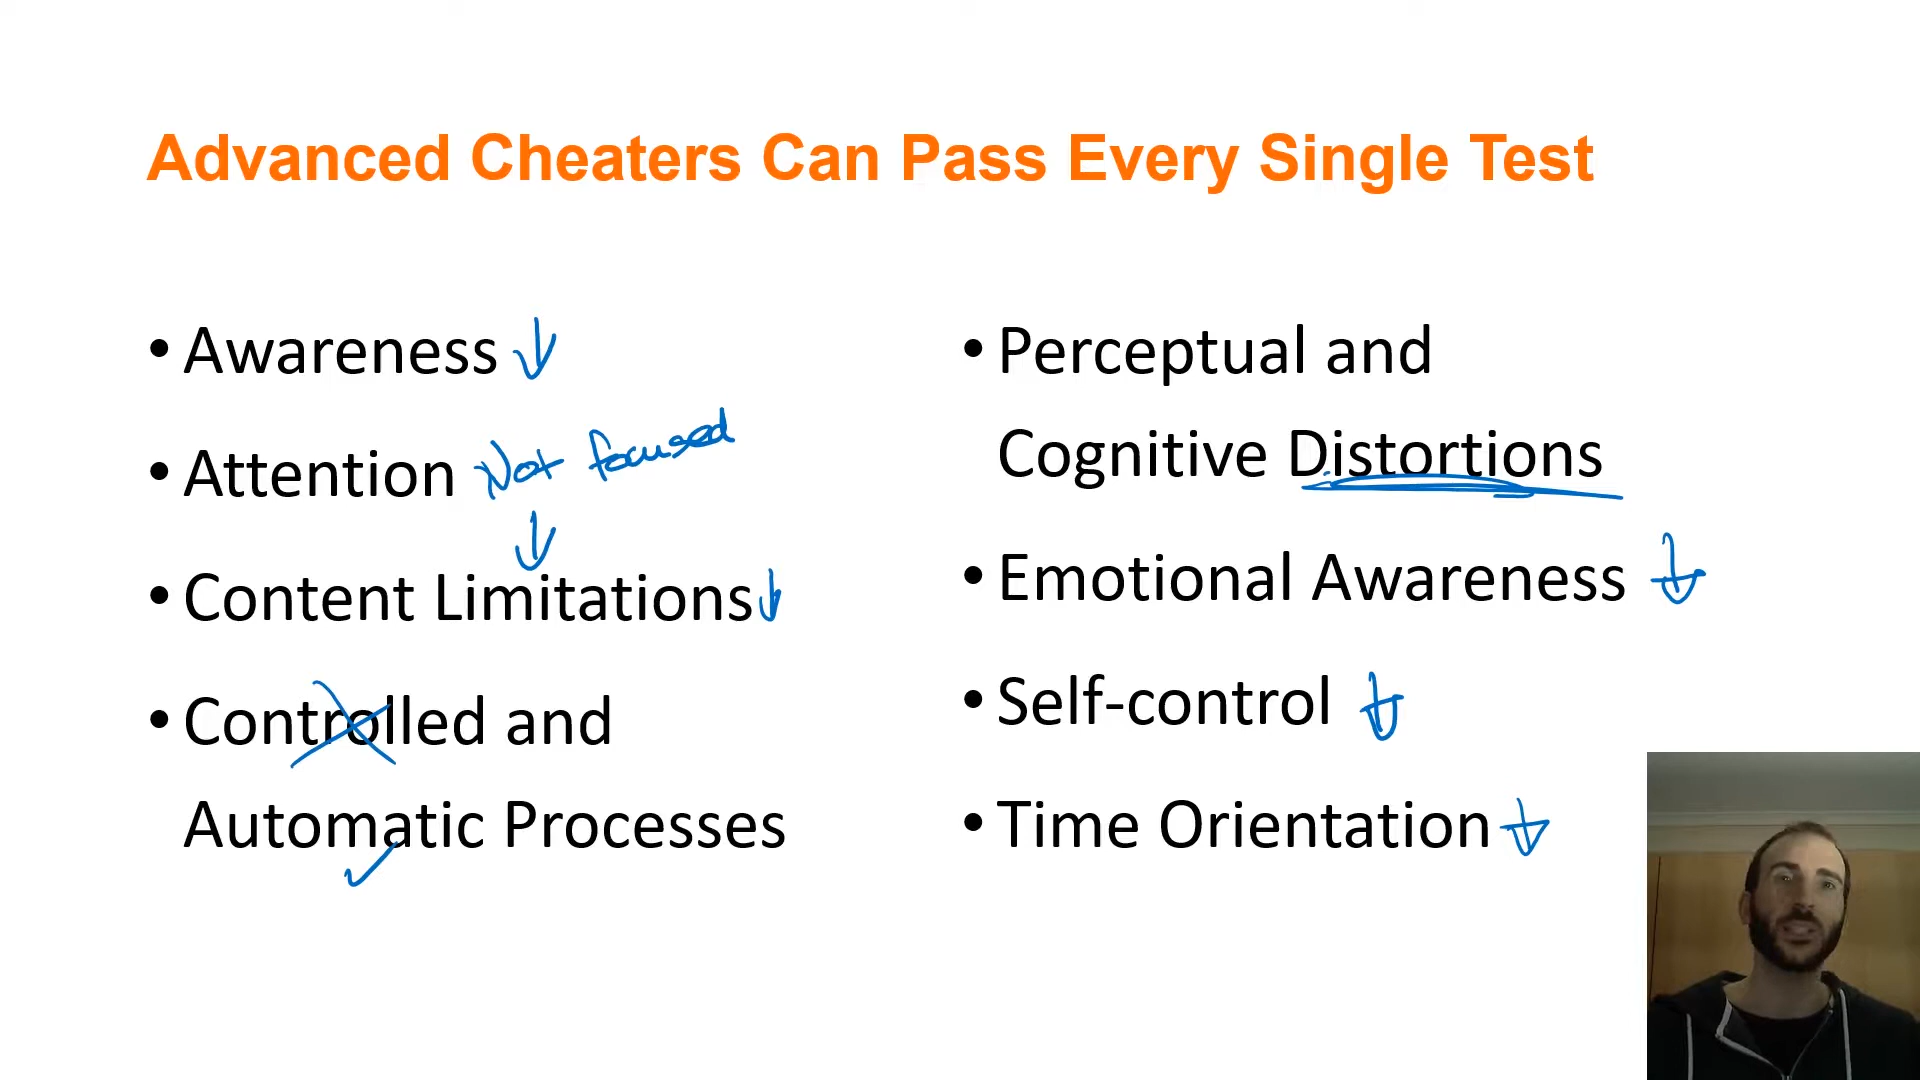 Advanced Cheaters Can Pass Every Single Test
• Awareness
• Attention Not focused
• Content Limitations
• Controlled and
Automatic Processes
• Perceptual and
Cognitive Distortions
• Emotional Awareness
• Self-control
• Time Orientation